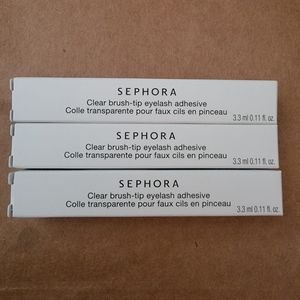 SEPHORA
Clear brush-tip eyelash adhesive
Colle transparente pour faux cils en pinceau
3.3 ml 0.11 fl. oz.
SEPHORA
Clear brush-tip eyelash adhesive
Colle transparente pour faux cils en pinceau
3.3 ml 0.11 fl. oz.
SEPHORA
Clear brush-tip eyelash adhesive
Colle transparente pour faux cils en pinceau
3.3 ml 0.11 fl. oz.